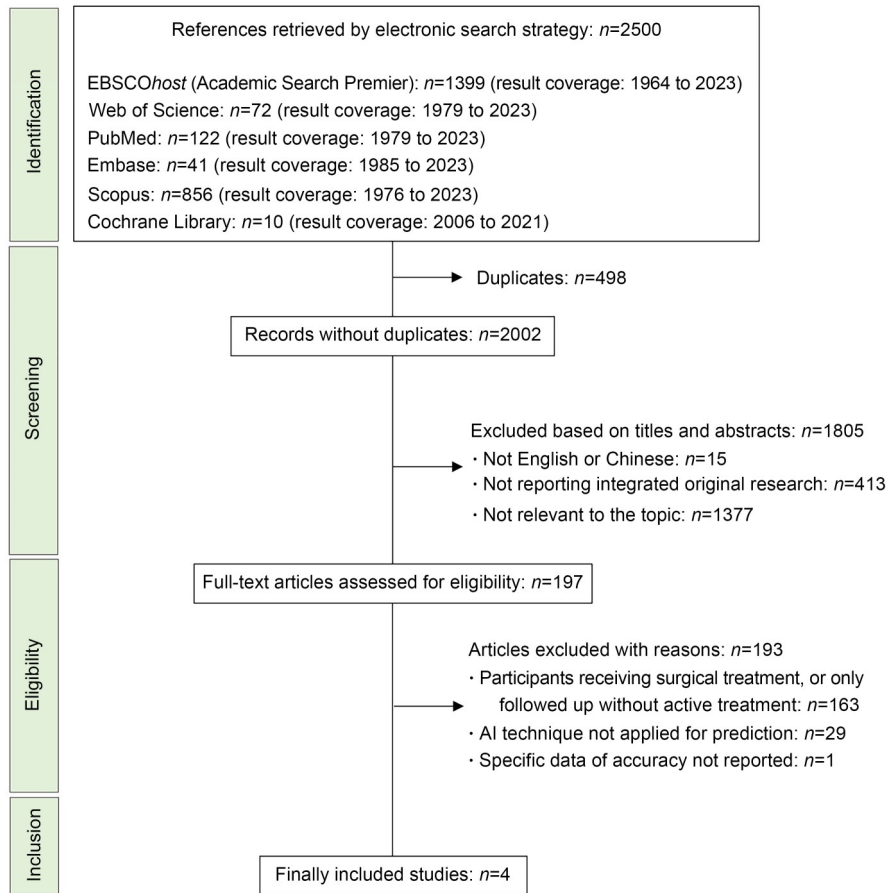 Identification
References retrieved by electronic search strategy: n=2500
EBSCOhost (Academic Search Premier): n=1399 (result coverage: 1964 to 2023)
Web of Science: n=72 (result coverage: 1979 to 2023)
PubMed: n=122 (result coverage: 1979 to 2023)
Embase: n=41 (result coverage: 1985 to 2023)
Scopus: n=856 (result coverage: 1976 to 2023)
Cochrane Library: n=10 (result coverage: 2006 to 2021)
Screening
Duplicates: n=498
Records without duplicates: n=2002
Excluded based on titles and abstracts: n=1805
· Not English or Chinese: n=15
· Not reporting integrated original research: n=413
· Not relevant to the topic: n=1377
Eligibility
Full-text articles assessed for eligibility: n=197
Articles excluded with reasons: n=193
· Participants receiving surgical treatment, or only
followed up without active treatment: n=163
· AI technique not applied for prediction: n=29
· Specific data of accuracy not reported: n=1
Inclusion
Finally included studies: n=4